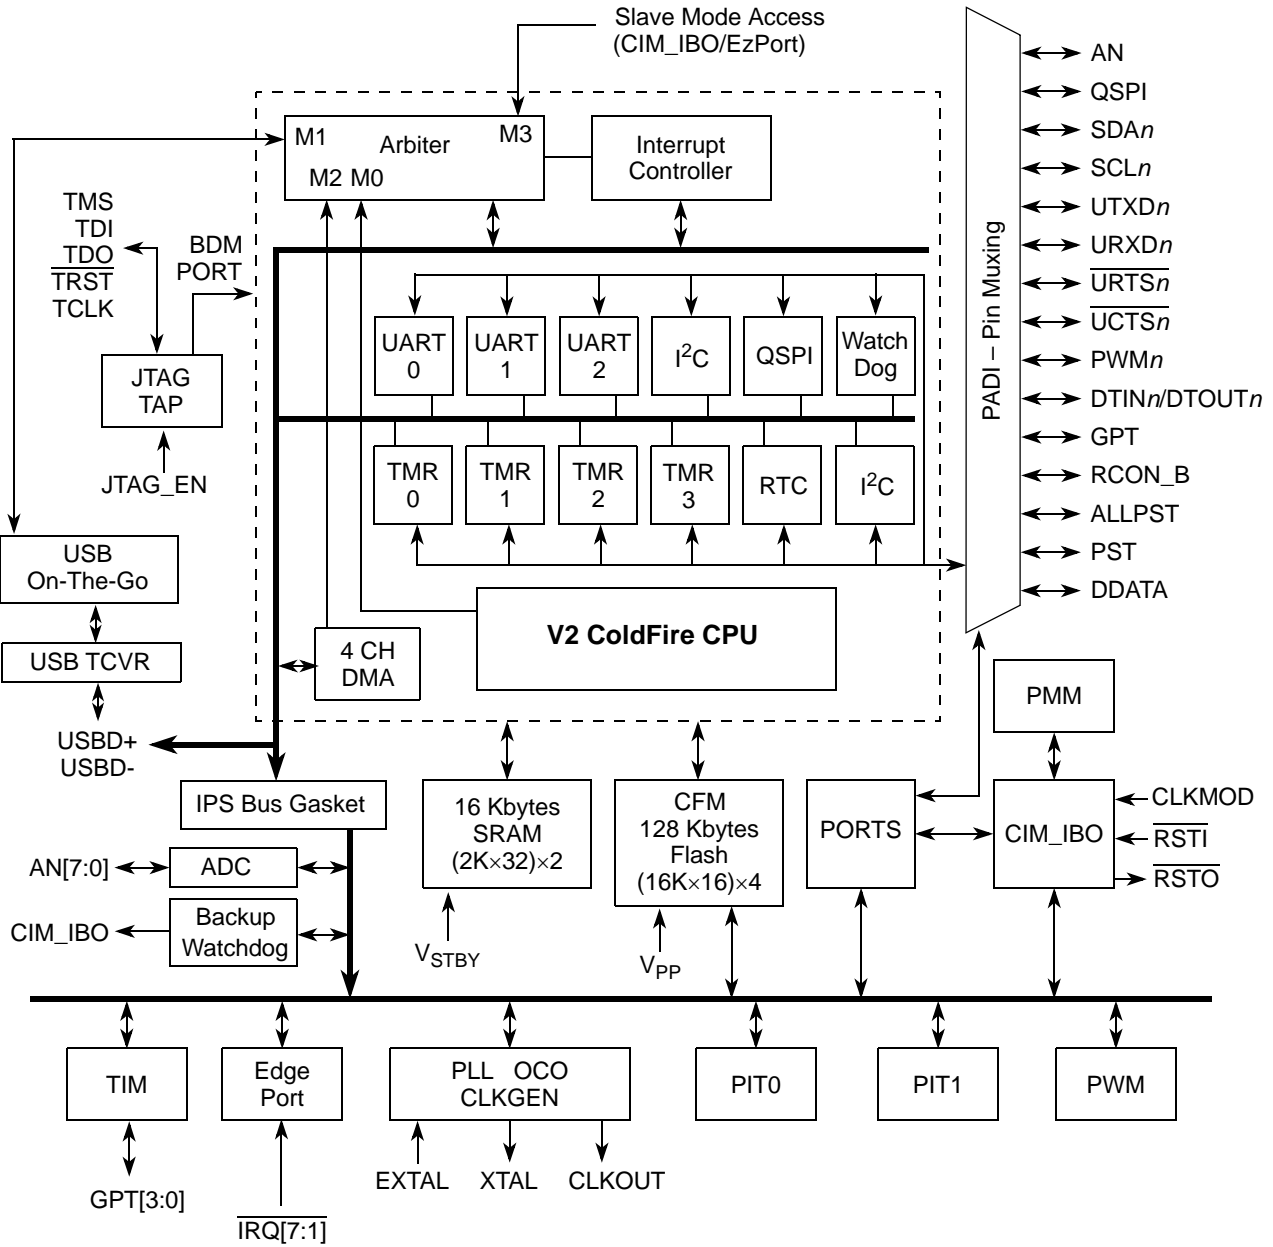 Slave Mode Access
(CIM_IBO/EzPort)
M1
Arbiter
M3
M2 M0
Interrupt
Controller
TMS
TDI
TDO
TRST
TCLK
BDM
PORT
JTAG
TAP
JTAG_EN
UART
0
UART
1
UART
2
I²C
QSPI
Watch
Dog
TMR
0
TMR
1
TMR
2
TMR
3
RTC
I²C
V2 ColdFire CPU
4 CH
DMA
USB
On-The-Go
USB TCVR
USBD+
USBD-
PADI – Pin Muxing
AN
QSPI
SDAn
SCLn
UTXDn
URXDn
URTSn
UCTSn
PWMn
DTINn/DTOUTn
GPT
RCON_B
ALLPST
PST
DDATA
PMM
IPS Bus Gasket
16 Kbytes
SRAM
(2K×32)×2
VSTBY
CFM
128 Kbytes
Flash
(16K×16)×4
VPP
PORTS
CIM_IBO
CLKMOD
RSTI
RSTO
AN[7:0]
ADC
CIM_IBO
Backup
Watchdog
TIM
GPT[3:0]
Edge
Port
IRQ[7:1]
PLL OCO
CLKGEN
EXTAL
XTAL
CLKOUT
PIT0
PIT1
PWM